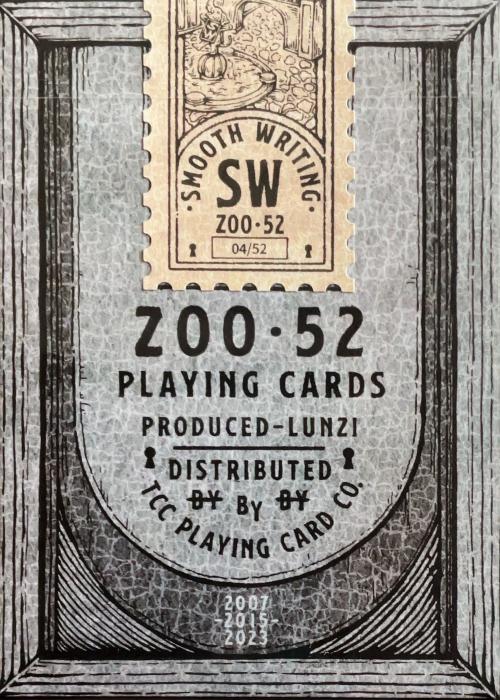 SMOOTH WRITING
SW
ZOO·52
04/52
ZOO·52
PLAYING CARDS
PRODUCED-LUNZI
DISTRIBUTED
BY By BY
TCC PLAYING CARD CO.
2007
-2015-
2023